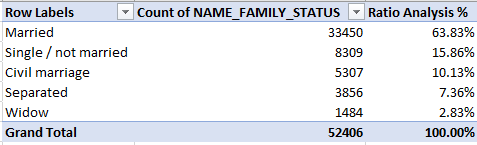 Row Labels Count of NAME_FAMILY_STATUS Ratio Analysis %
Married 33450 63.83%
Single / not married 8309 15.86%
Civil marriage 5307 10.13%
Separated 3856 7.36%
Widow 1484 2.83%
Grand Total 52406 100.00%